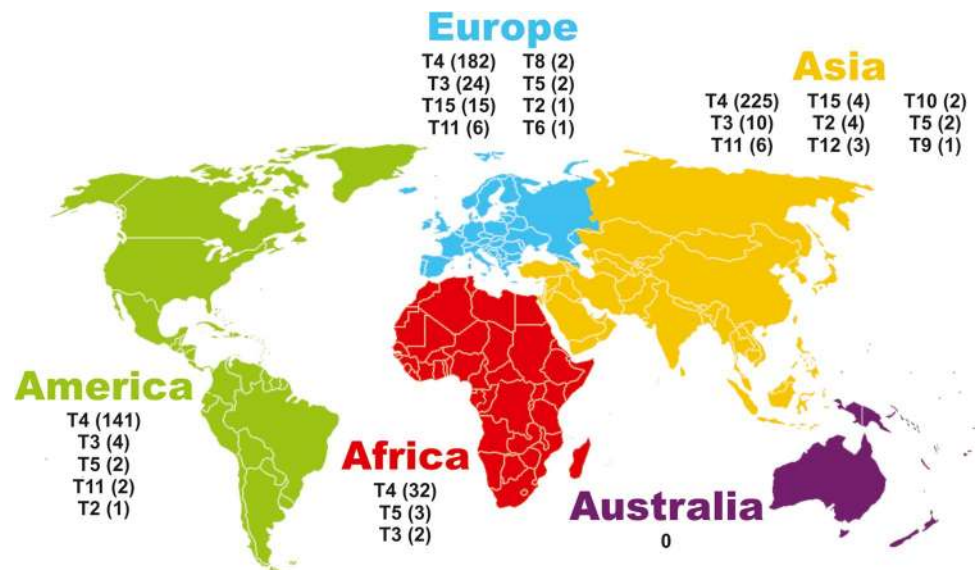 Europe
T4 (182) T8 (2)
T3 (24) T5 (2)
T15 (15) T2 (1)
T11 (6) T6 (1)
Asia
T4 (225) T15 (4) T10 (2)
T3 (10) T2 (4) T5 (2)
T11 (6) T12 (3) T9 (1)
America
T4 (141)
T3 (4)
T5 (2)
T11 (2)
T2 (1)
Africa
T4 (32)
T5 (3)
T3 (2)
Australia
0